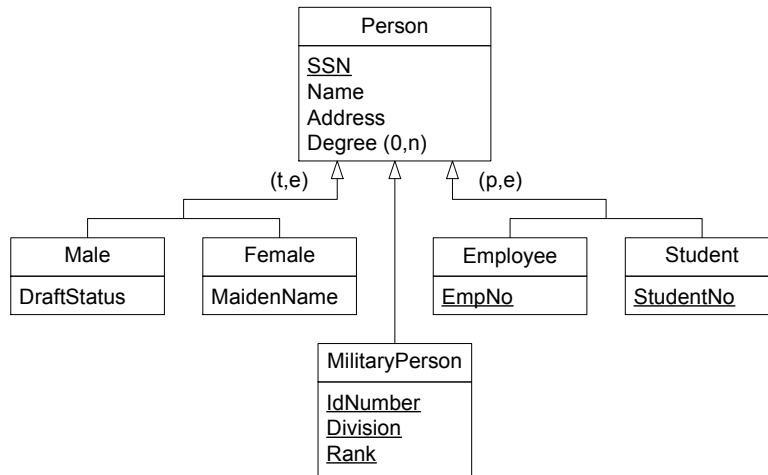 Person
SSN
Name
Address
Degree (0,n)
(t,e)
(p,e)
Male
DraftStatus
Female
MaidenName
Employee
EmpNo
Student
StudentNo
MilitaryPerson
IdNumber
Division
Rank